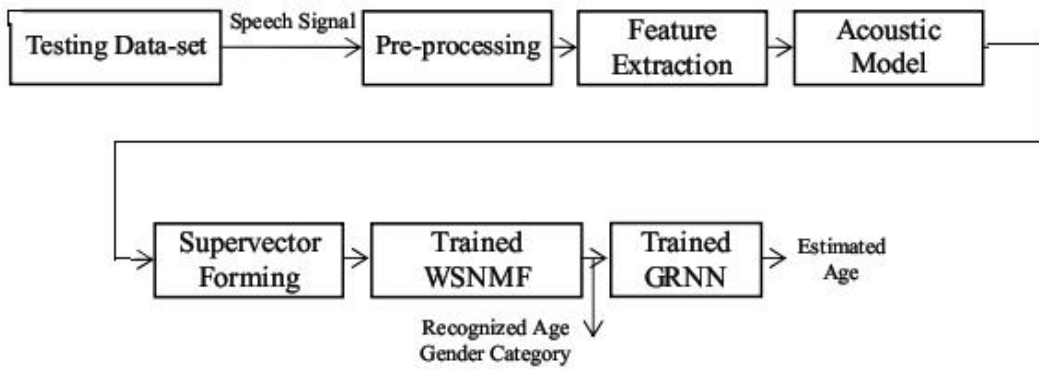 Testing Data-set
Speech Signal
Pre-processing
Feature
Extraction
Acoustic
Model
Supervector
Forming
Trained
WSNMF
Trained
GRNN
Estimated
Age
Recognized Age
Gender Category